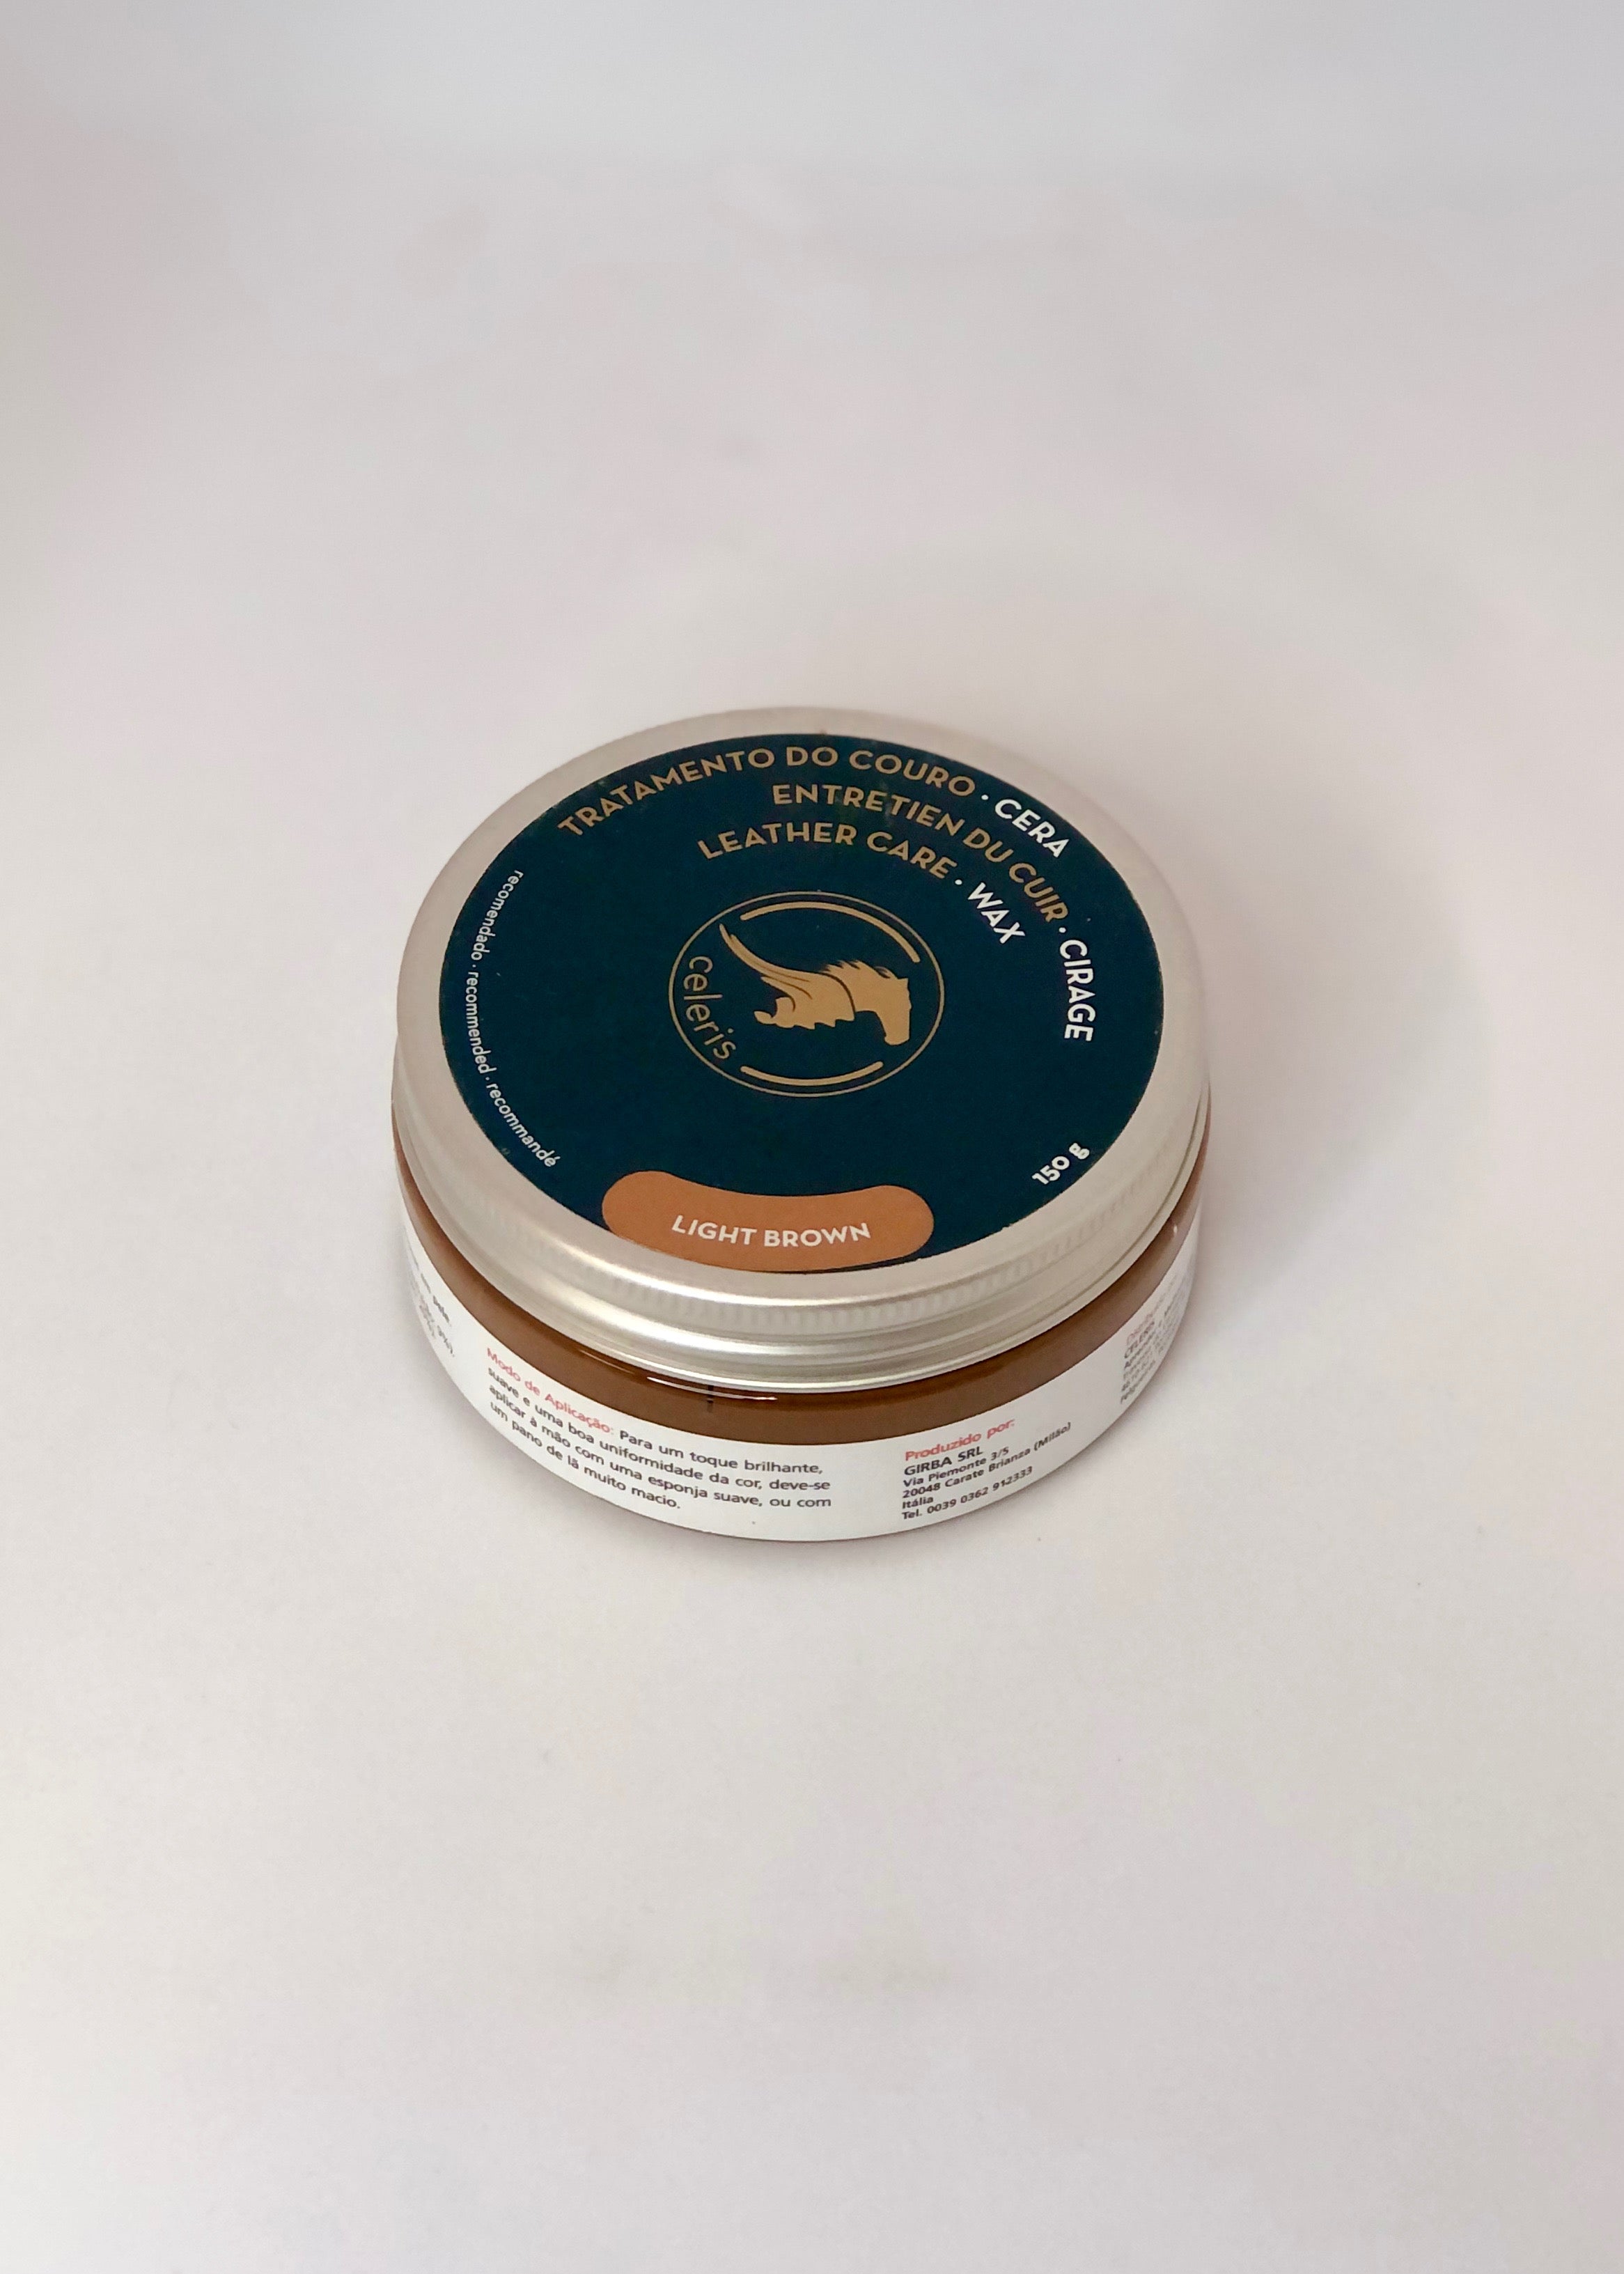 TRATAMENTO DO COURO · CERA
ENTRETIEN DU CUIR · CIRAGE
LEATHER CARE · WAX
celeris
recomendado · recommended · recommandé
150 g
LIGHT BROWN
Modo de Aplicação: Para um toque brilhante,
suave e uma boa uniformidade da cor, deve-se
aplicar à mão com uma esponja suave, ou com
um pano de lã muito macio.
Produzido por:
GIRBA SRL
Via Piemonte 3/5
20048 Carate Brianza (Milão)
Itália
Tel. 0039 0362 912333
CELERIS